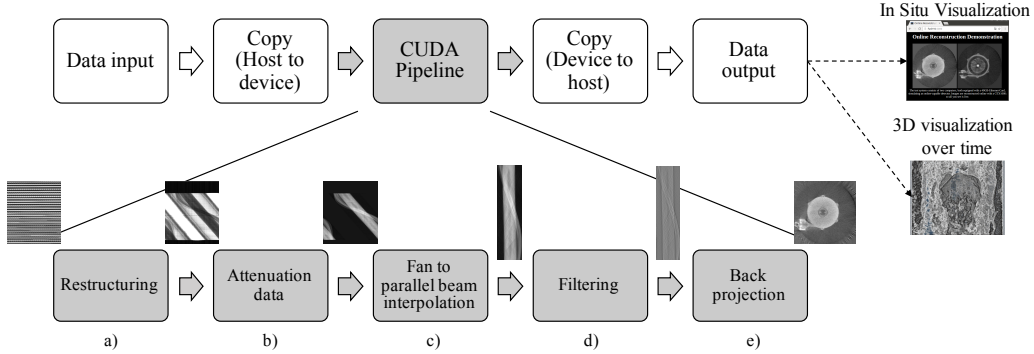 In Situ Visualization
Data input
Copy
(Host to
device)
CUDA
Pipeline
Copy
(Device to
host)
Data
output
Online Reconstruction Demonstration
3D visualization
over time
Restructuring
Attenuation
data
Fan to
parallel beam
interpolation
Filtering
Back
projection
a)
b)
c)
d)
e)